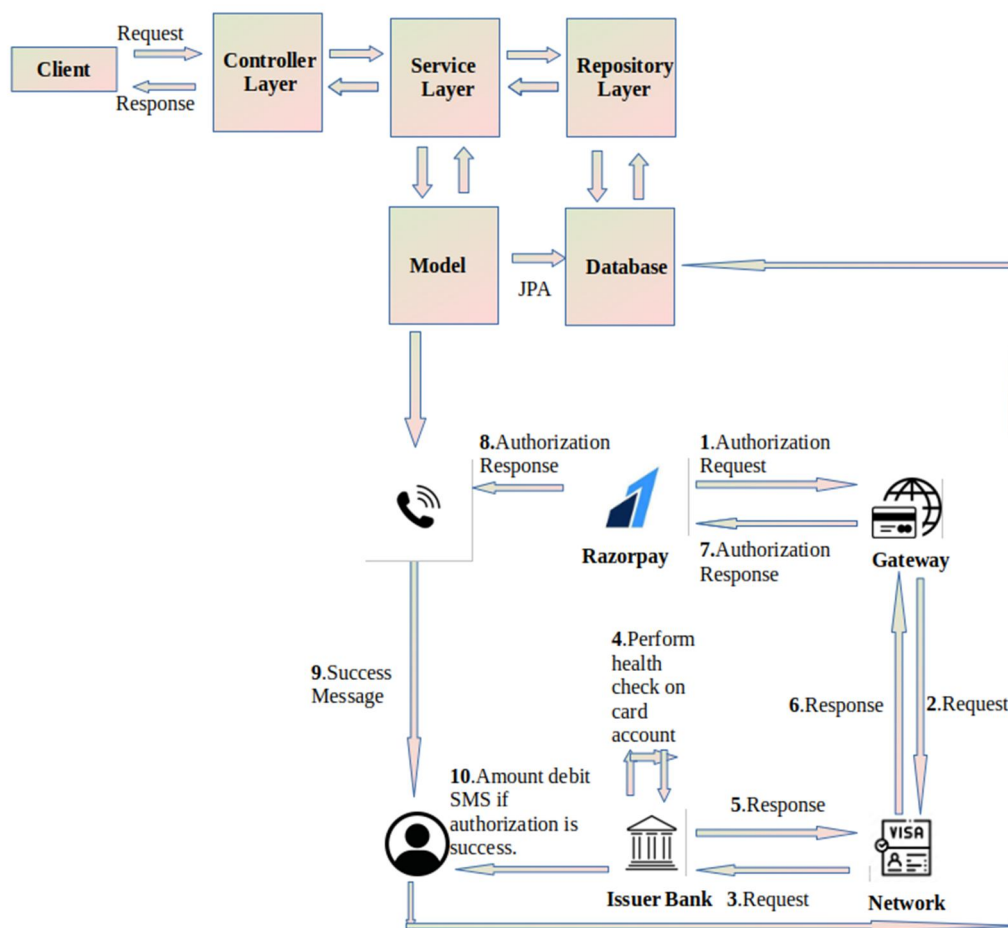 Request
Client
Response
Controller
Layer
Service
Layer
Repository
Layer
Model
JPA
Database
8.Authorization
Response
1.Authorization
Request
Razorpay
7.Authorization
Response
Gateway
9.Success
Message
4.Perform
health
check on
card
account
6.Response
2.Request
10.Amount debit
SMS if
authorization is
success.
5.Response
VISA
Issuer Bank
3.Request
Network